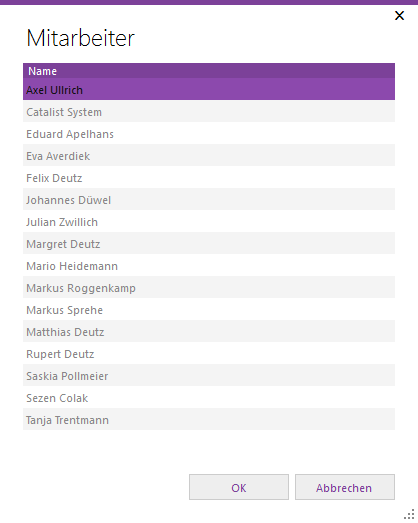 Mitarbeiter
Name
Axel Ullrich
Catalist System
Eduard Apelhans
Eva Averdiek
Felix Deutz
Johannes Düwel
Julian Zwillich
Margret Deutz
Mario Heidemann
Markus Roggenkamp
Markus Sprehe
Matthias Deutz
Rupert Deutz
Saskia Pollmeier
Sezen Colak
Tanja Trentmann
OK Abbrechen